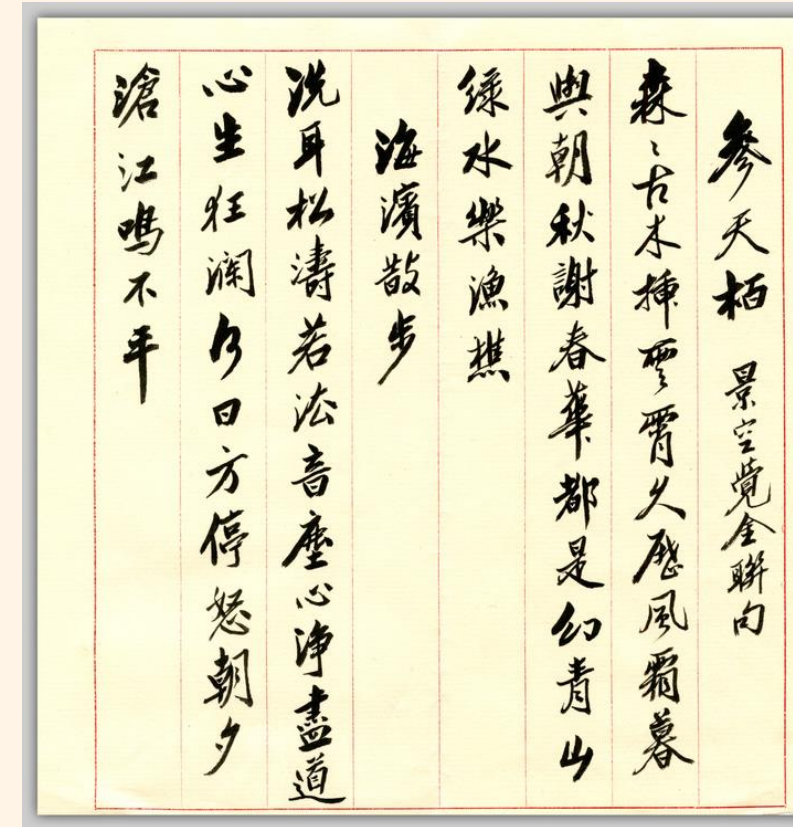 參天栢 景空覺全聯句
森〻古木揷雲霄久歷風霜暮
與朝秋謝春華都是幻青山
綠水樂漁樵
海濱散步
洗耳松濤若法音塵心淨盡道
心生狂瀾何日方停怒朝夕
滄江鳴不平